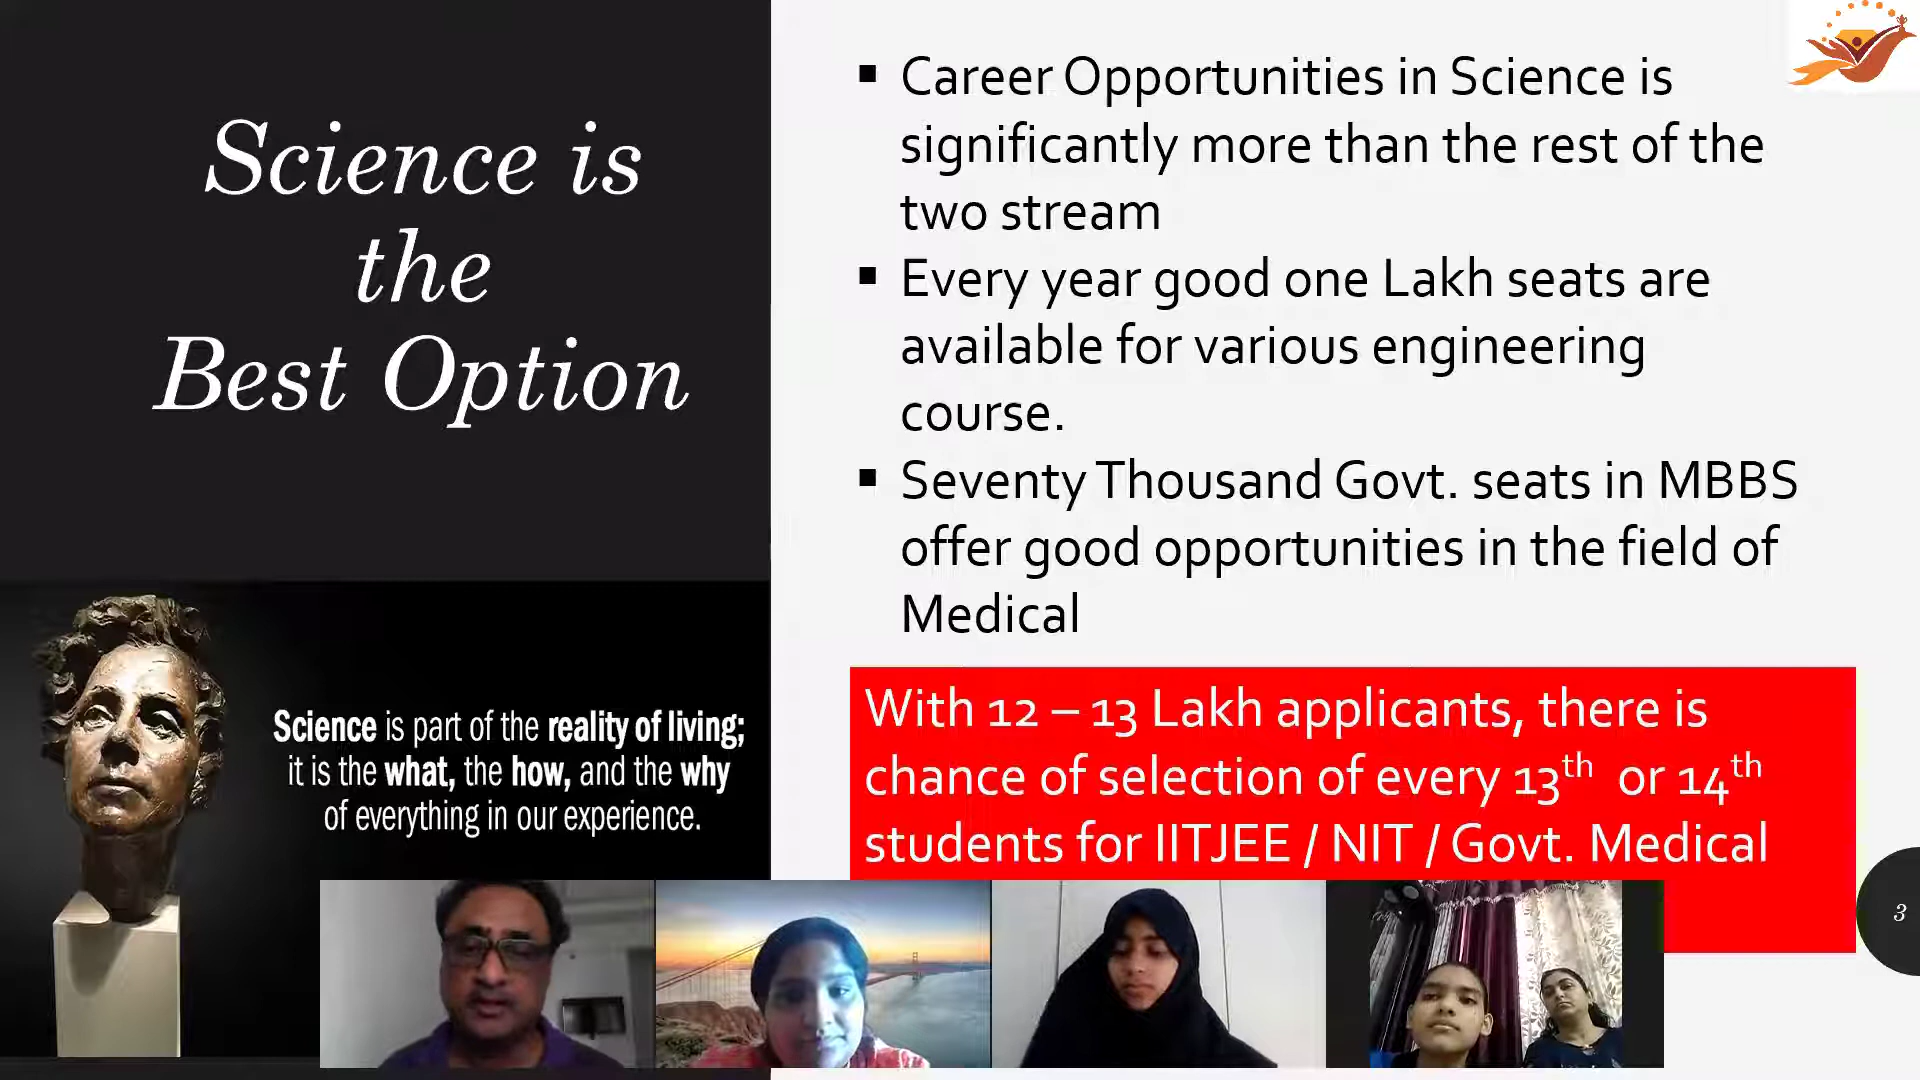 Science is
the
Best Option
Science is part of the reality of living;
it is the what, the how, and the why
of everything in our experience.
▪ Career Opportunities in Science is
significantly more than the rest of the
two stream
▪ Every year good one Lakh seats are
available for various engineering
course.
▪ Seventy Thousand Govt. seats in MBBS
offer good opportunities in the field of
Medical
With 12 – 13 Lakh applicants, there is
chance of selection of every 13th or 14th
students for IITJEE / NIT / Govt. Medical
3